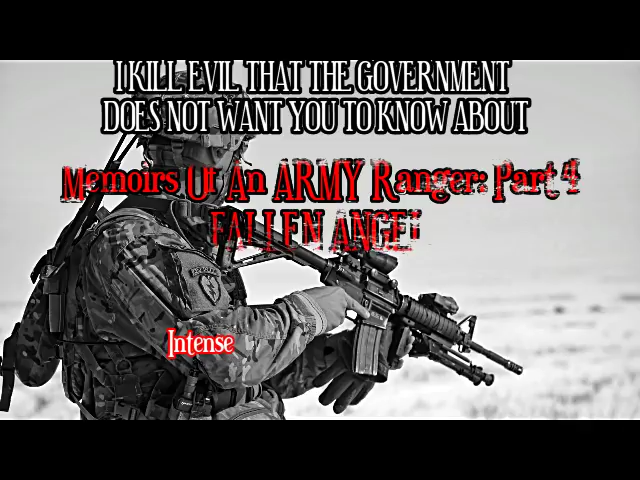 I KILL EVIL THAT THE GOVERNMENT
DOES NOT WANT YOU TO KNOW ABOUT
Memoirs Of An ARMY Ranger: Part 4
FALLEN ANGEL
Intense